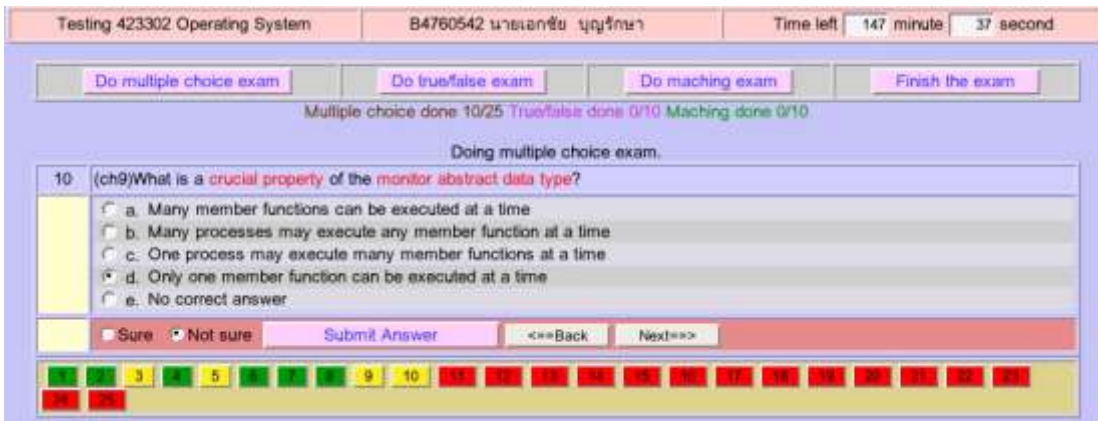 Testing 423302 Operating System B4760542 นายเอกชัย บุญรักษา Time left 147 minute 37 second
Do multiple choice exam Do true/false exam Do maching exam Finish the exam
Multiple choice done 10/25 True/false done 0/10 Maching done 0/10
Doing multiple choice exam.
10 (ch9)What is a crucial property of the monitor abstract data type?
a. Many member functions can be executed at a time
b. Many processes may execute any member function at a time
c. One process may execute many member functions at a time
d. Only one member function can be executed at a time
e. No correct answer
Sure Not sure Submit Answer <==Back Next==>
1 2 3 4 5 6 7 8 9 10 11 12 13 14 15 16 17 18 19 20 21 22 23
24 25